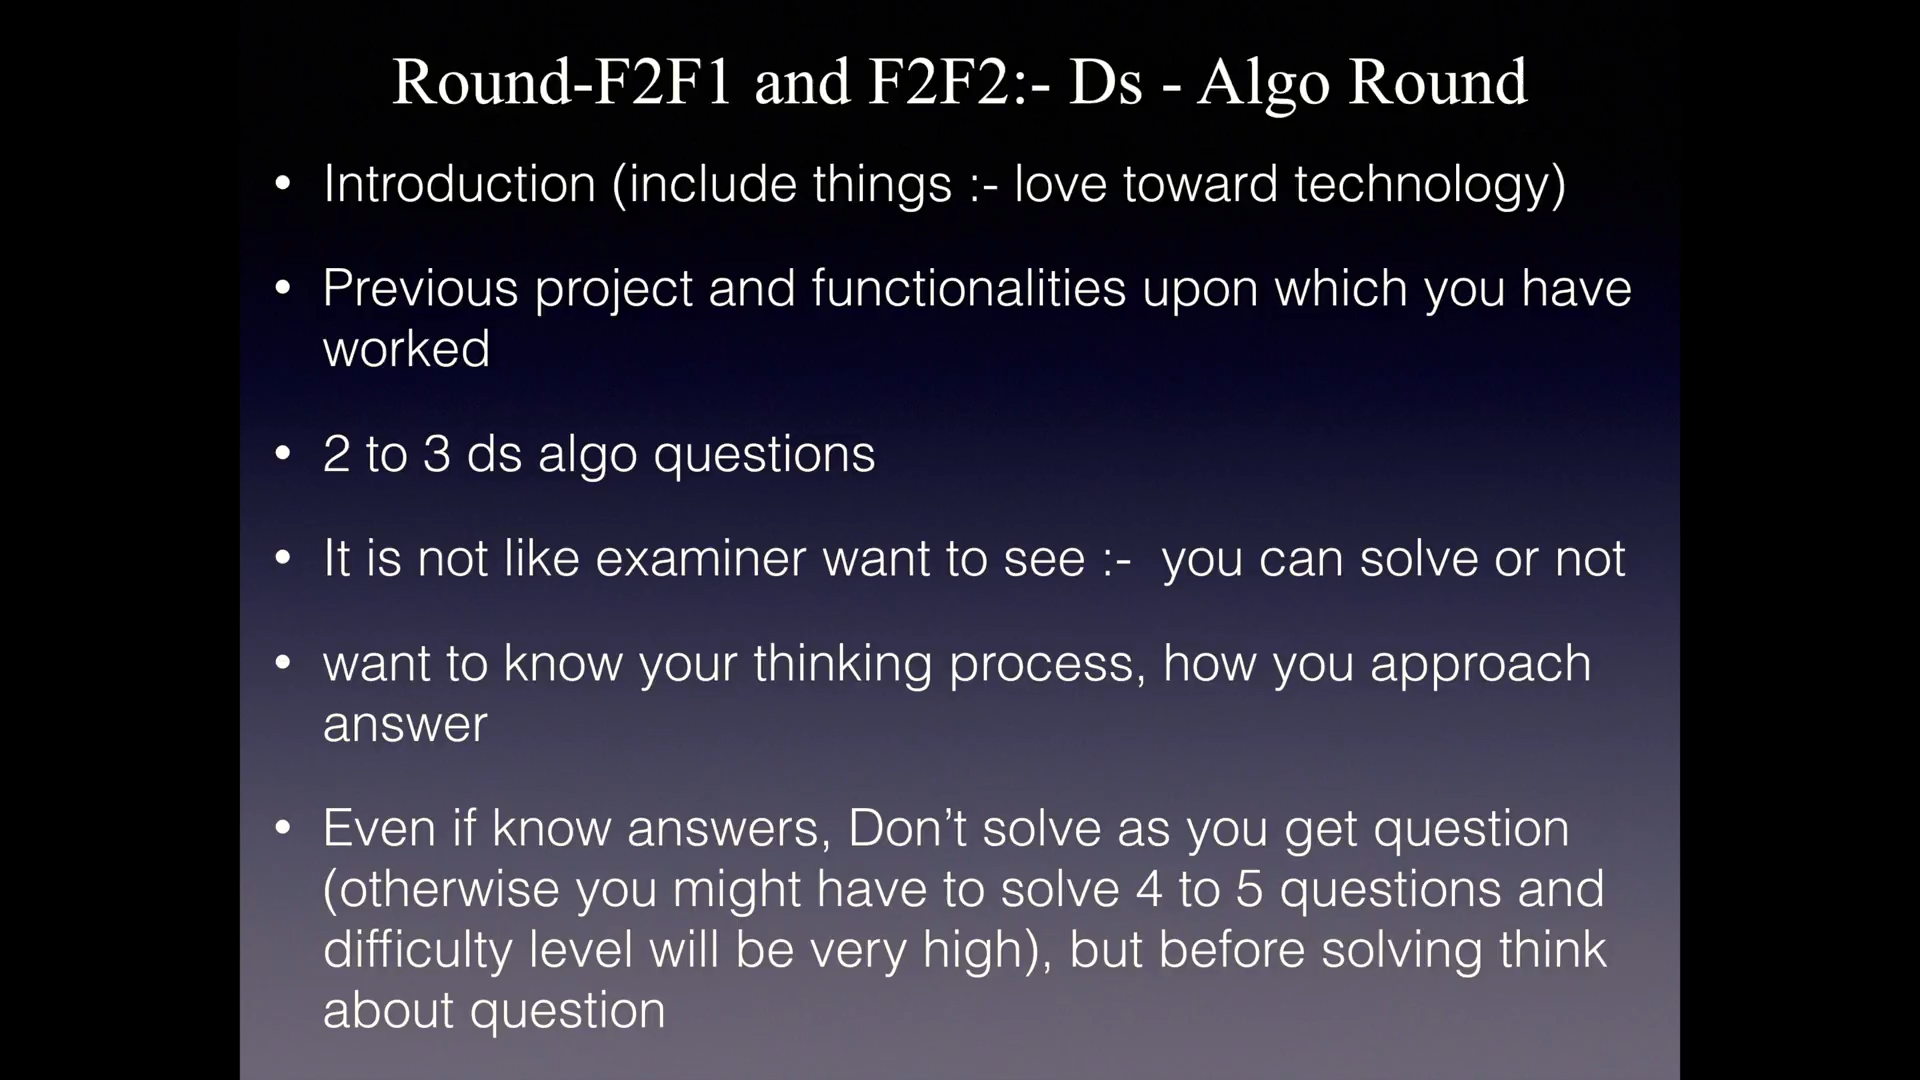 Round-F2F1 and F2F2:- Ds - Algo Round
• Introduction (include things :- love toward technology)
• Previous project and functionalities upon which you have
worked
• 2 to 3 ds algo questions
• It is not like examiner want to see :- you can solve or not
• want to know your thinking process, how you approach
answer
• Even if know answers, Don’t solve as you get question
(otherwise you might have to solve 4 to 5 questions and
difficulty level will be very high), but before solving think
about question